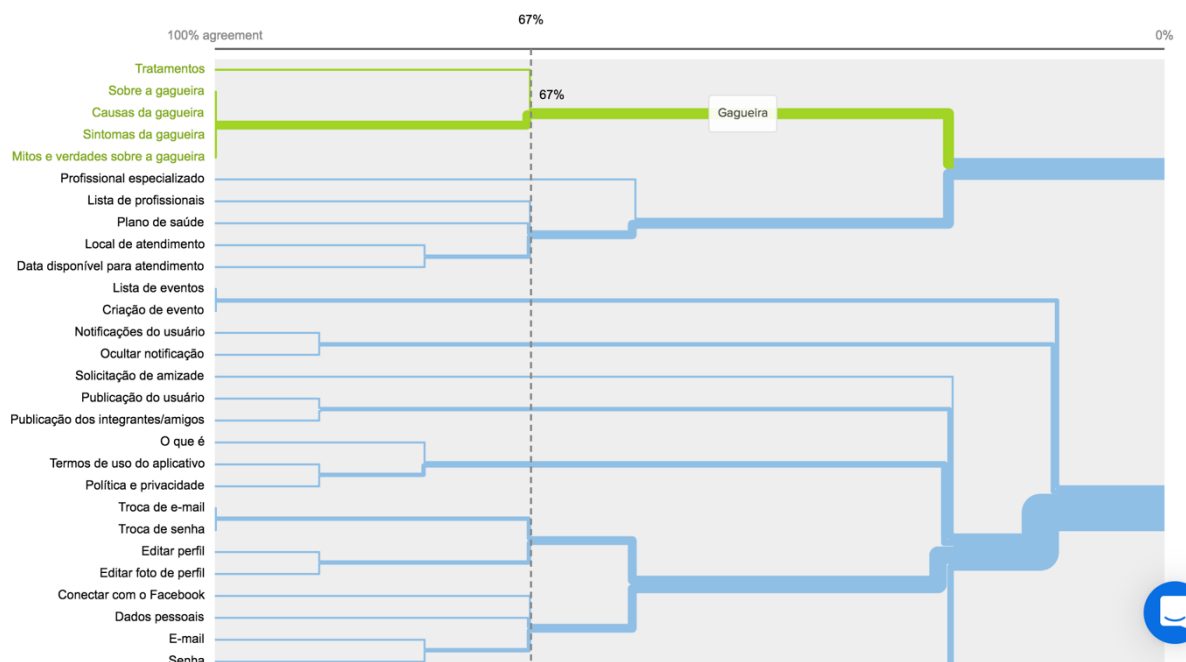 67%
100% agreement
0%
Tratamentos
Sobre a gagueira
67%
Causas da gagueira
Gagueira
Sintomas da gagueira
Mitos e verdades sobre a gagueira
Profissional especializado
Lista de profissionais
Plano de saúde
Local de atendimento
Data disponível para atendimento
Lista de eventos
Criação de evento
Notificações do usuário
Ocultar notificação
Solicitação de amizade
Publicação do usuário
Publicação dos integrantes/amigos
O que é
Termos de uso do aplicativo
Política e privacidade
Troca de e-mail
Troca de senha
Editar perfil
Editar foto de perfil
Conectar com o Facebook
Dados pessoais
E-mail
Senha